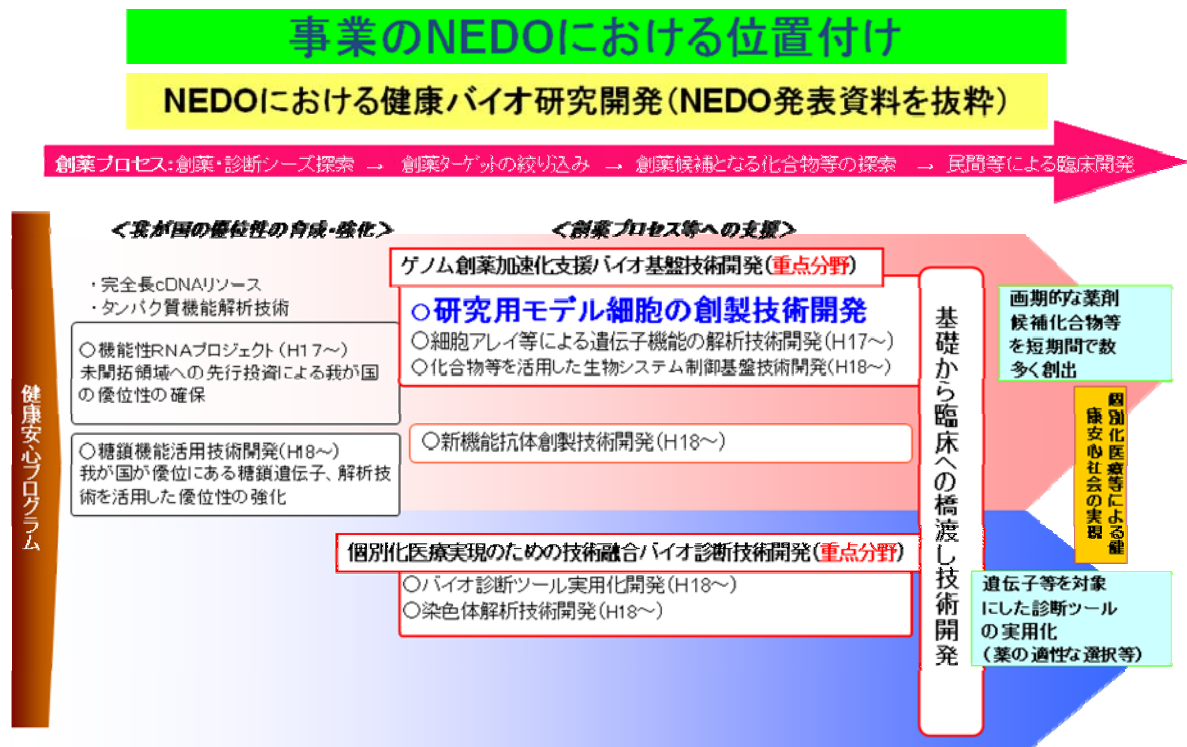 事業のNEDOにおける位置付け
NEDOにおける健康バイオ研究開発(NEDO発表資料を抜粋)
創薬プロセス:創薬・診断シーズ探索 → 創薬ターゲットの絞り込み → 創薬候補となる化合物等の探索 → 民間等による臨床開発
<我が国の優位性の育成・強化>
<創薬プロセス等への支援>
健康安心プログラム
・完全長cDNAリソース
・タンパク質機能解析技術
○機能性RNAプロジェクト(H17~)
未開拓領域への先行投資による我が国
の優位性の確保
○糖鎖機能活用技術開発(H18~)
我が国が優位にある糖鎖遺伝子、解析技
術を活用した優位性の強化
ゲノム創薬加速化支援バイオ基盤技術開発(重点分野)
○研究用モデル細胞の創製技術開発
○細胞アレイ等による遺伝子機能の解析技術開発(H17~)
○化合物等を活用した生物システム制御基盤技術開発(H18~)
○新機能抗体創製技術開発(H18~)
個別化医療実現のための技術融合バイオ診断技術開発(重点分野)
○バイオ診断ツール実用化開発(H18~)
○染色体解析技術開発(H18~)
基礎から臨床への橋渡し技術開発
画期的な薬剤
候補化合物等
を短期間で数
多く創出
個別化医療等による健
康安心社会の実現
遺伝子等を対象
にした診断ツール
の実用化
(薬の適性な選択等)